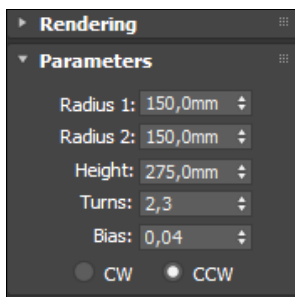 Rendering
Parameters
Radius 1: 150,0mm
Radius 2: 150,0mm
Height: 275,0mm
Turns: 2,3
Bias: 0,04
CW CCW